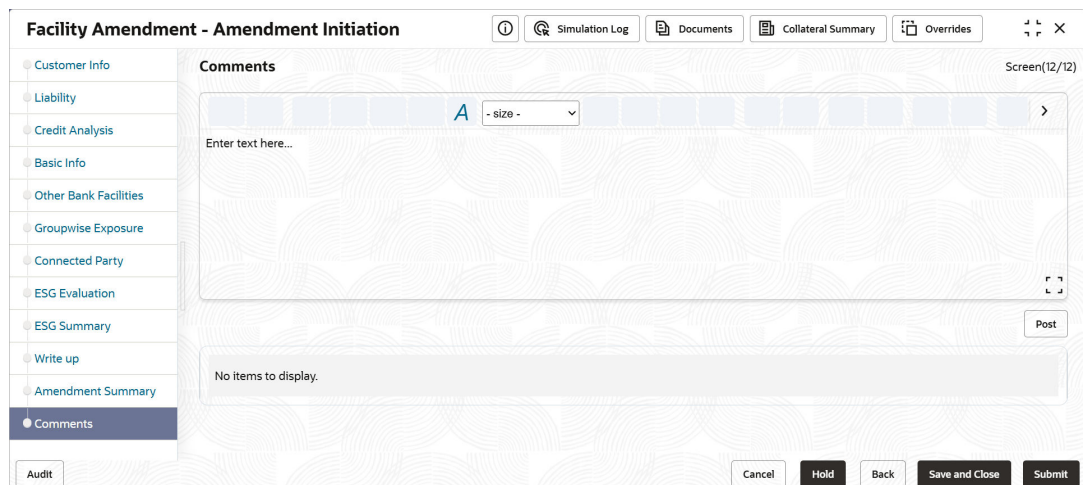 Facility Amendment - Amendment Initiation
Simulation Log
Documents
Collateral Summary
Overrides
Customer Info
Liability
Credit Analysis
Basic Info
Other Bank Facilities
Groupwise Exposure
Connected Party
ESG Evaluation
ESG Summary
Write up
Amendment Summary
Comments
Comments
Screen(12/12)
A
- size -
Enter text here...
Post
No items to display.
Audit
Cancel
Hold
Back
Save and Close
Submit